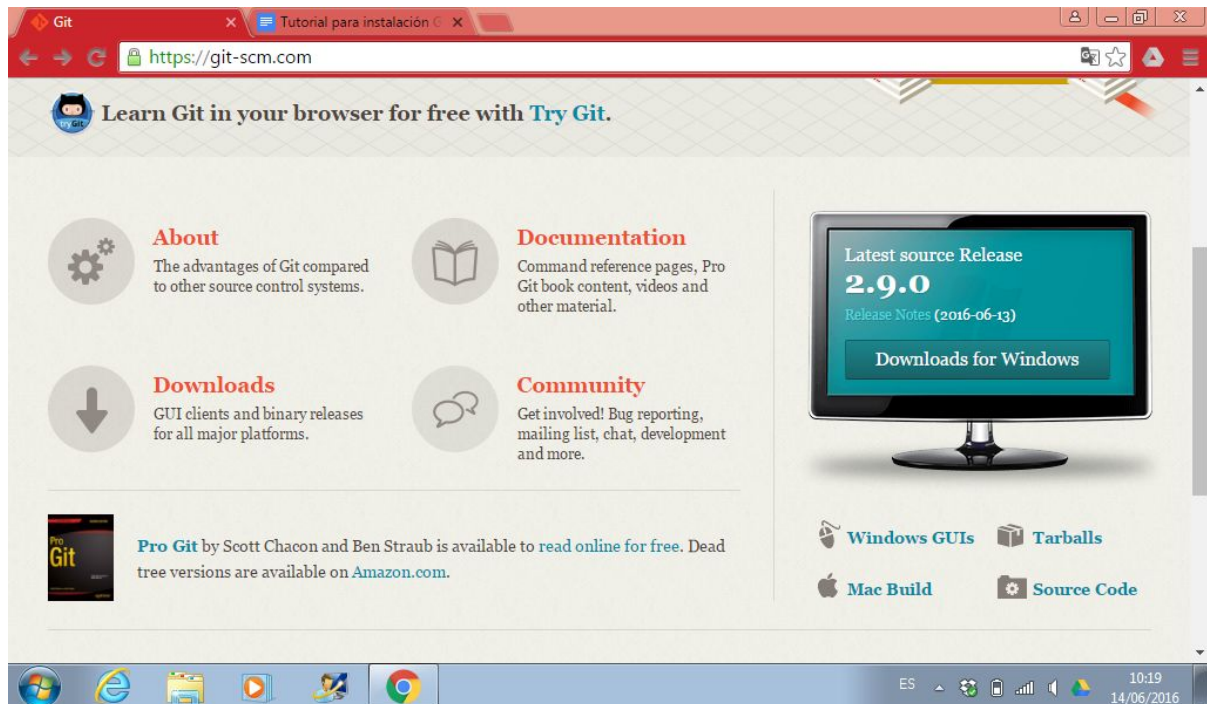 Git
Tutorial para instalación G
https://git-scm.com
Learn Git in your browser for free with Try Git.
About
The advantages of Git compared
to other source control systems.
Documentation
Command reference pages, Pro
Git book content, videos and
other material.
Downloads
GUI clients and binary releases
for all major platforms.
Community
Get involved! Bug reporting,
mailing list, chat, development
and more.
Latest source Release
2.9.0
Release Notes (2016-06-13)
Downloads for Windows
Windows GUIs
Tarballs
Mac Build
Source Code
Pro
Git
Pro Git by Scott Chacon and Ben Straub is available to read online for free. Dead
tree versions are available on Amazon.com.
ES
10:19
14/06/2016